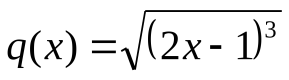 q(x) = √((2x - 1)³)